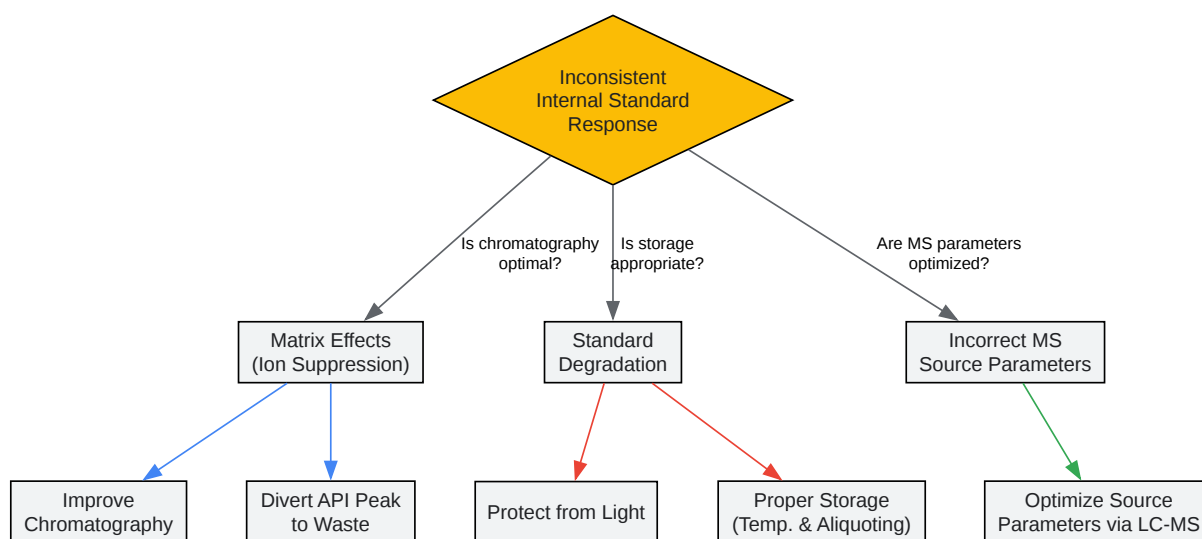 Inconsistent
Internal Standard
Response
Is chromatography
optimal?
Is storage
appropriate?
Are MS parameters
optimized?
Matrix Effects
(Ion Suppression)
Standard
Degradation
Incorrect MS
Source Parameters
Improve
Chromatography
Divert API Peak
to Waste
Protect from Light
Proper Storage
(Temp. & Aliquoting)
Optimize Source
Parameters via LC-MS